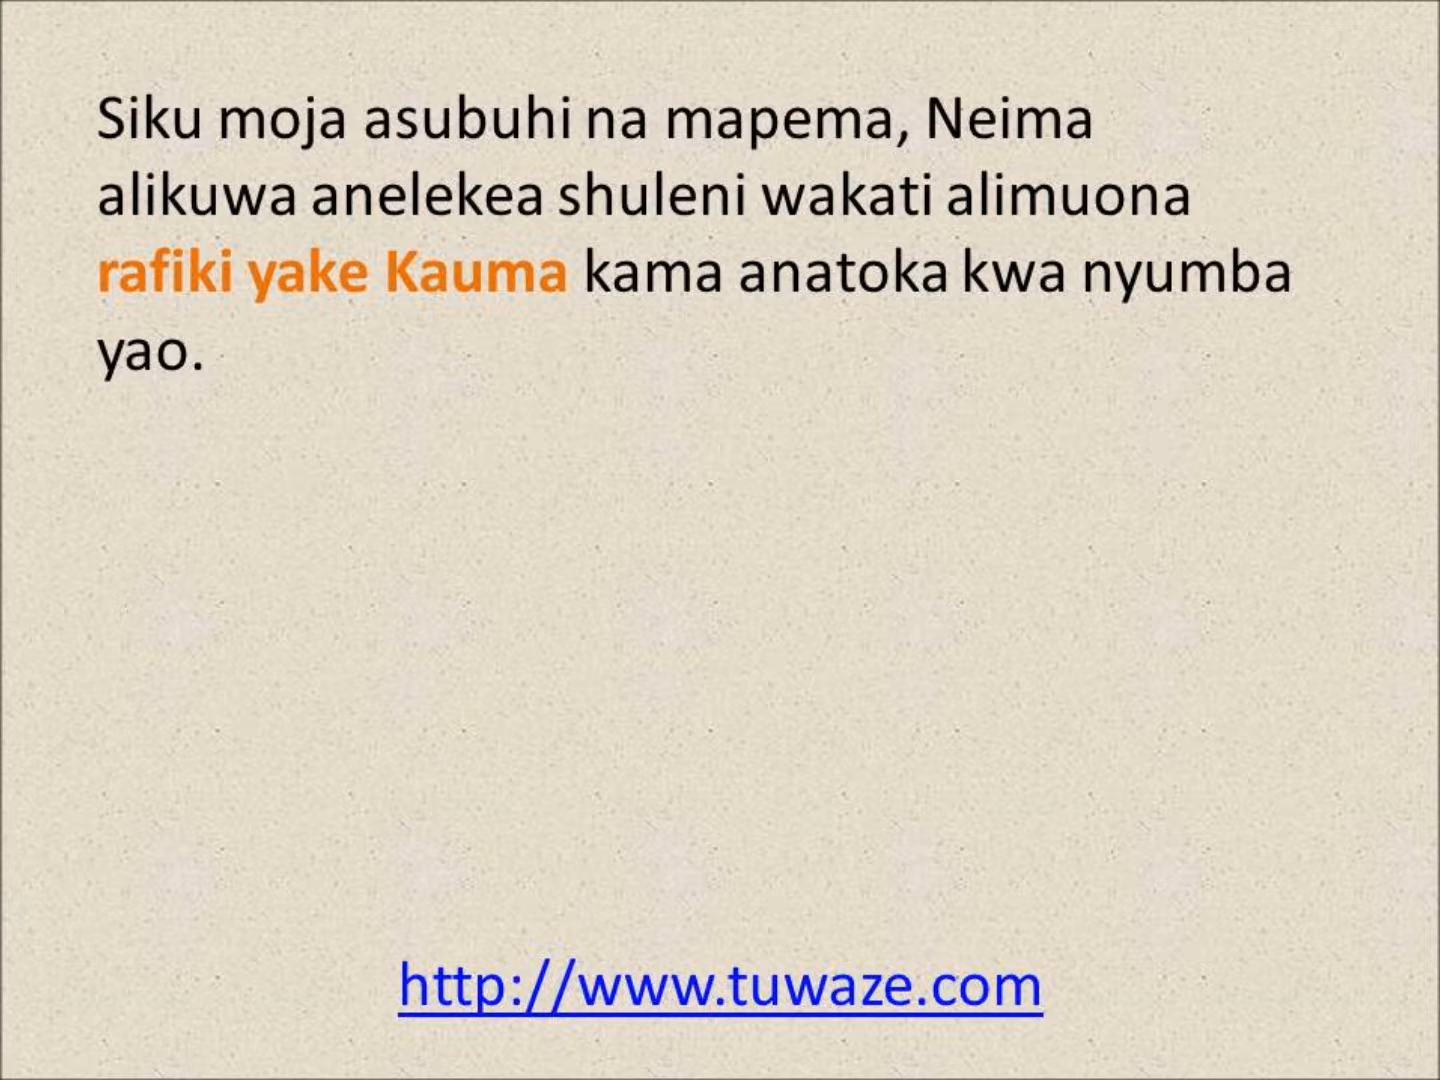 Siku moja asubuhi na mapema, Neima
alikuwa anelekea shuleni wakati alimuona
rafiki yake Kauma kama anatoka kwa nyumba
yao.
http://www.tuwaze.com